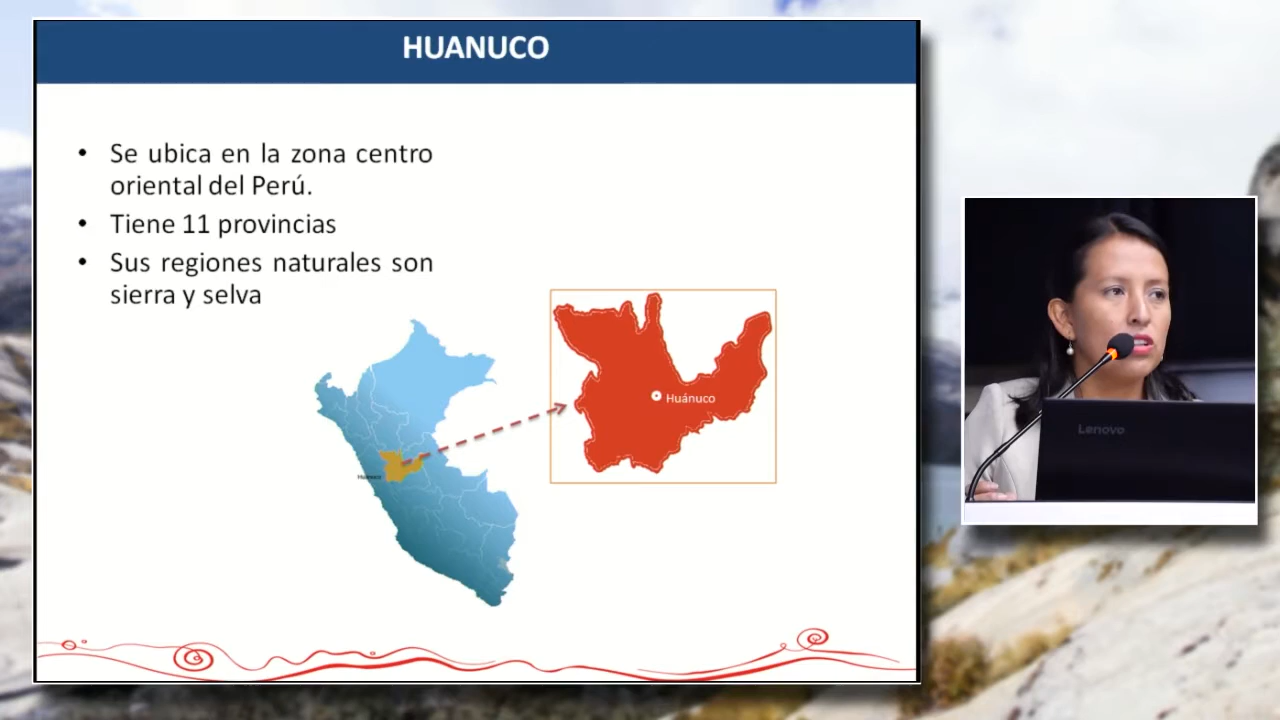 HUANUCO
• Se ubica en la zona centro
oriental del Perú.
• Tiene 11 provincias
• Sus regiones naturales son
sierra y selva
Huánuco
Huánuco
Lenovo